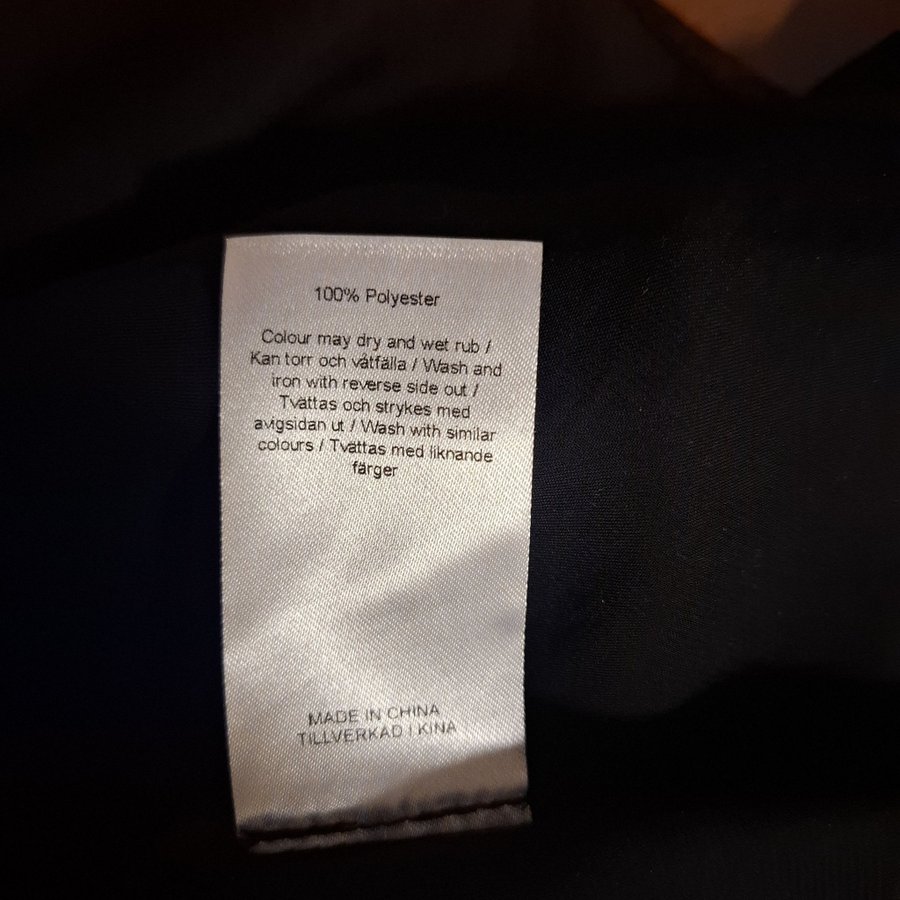 100% Polyester
Colour may dry and wet rub /
Kan torr och våtfälla / Wash and
iron with reverse side out /
Tvättas och strykes med
avigsidan ut / Wash with similar
colours / Tvättas med liknande
färger
MADE IN CHINA
TILLVERKAD I KINA